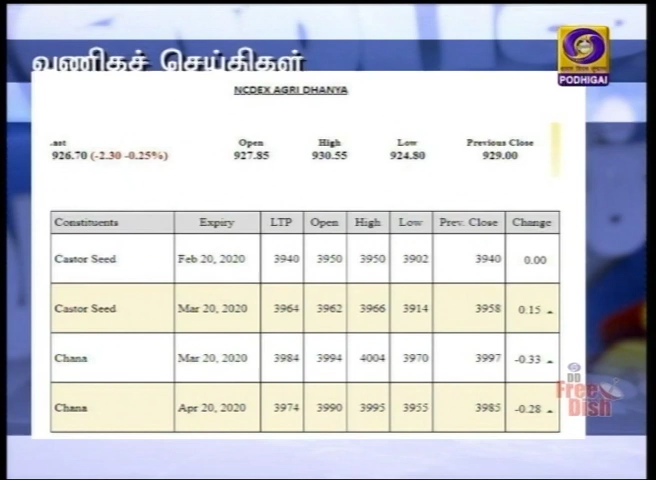 வணிகச் செய்திகள்
PODHIGAI
NCDEX AGRI DHANYA
ast Open High Low Previous Close
926.70 (-2.30 -0.25%) 927.85 930.55 924.80 929.00
Constituents Expiry LTP Open High Low Prev. Close Change
Castor Seed Feb 20, 2020 3940 3950 3950 3902 3940 0.00
Castor Seed Mar 20, 2020 3964 3962 3966 3914 3958 0.15
Chana Mar 20, 2020 3984 3994 4004 3970 3997 -0.33
Chana Apr 20, 2020 3974 3990 3995 3955 3985 -0.28
DD
Free
Dish